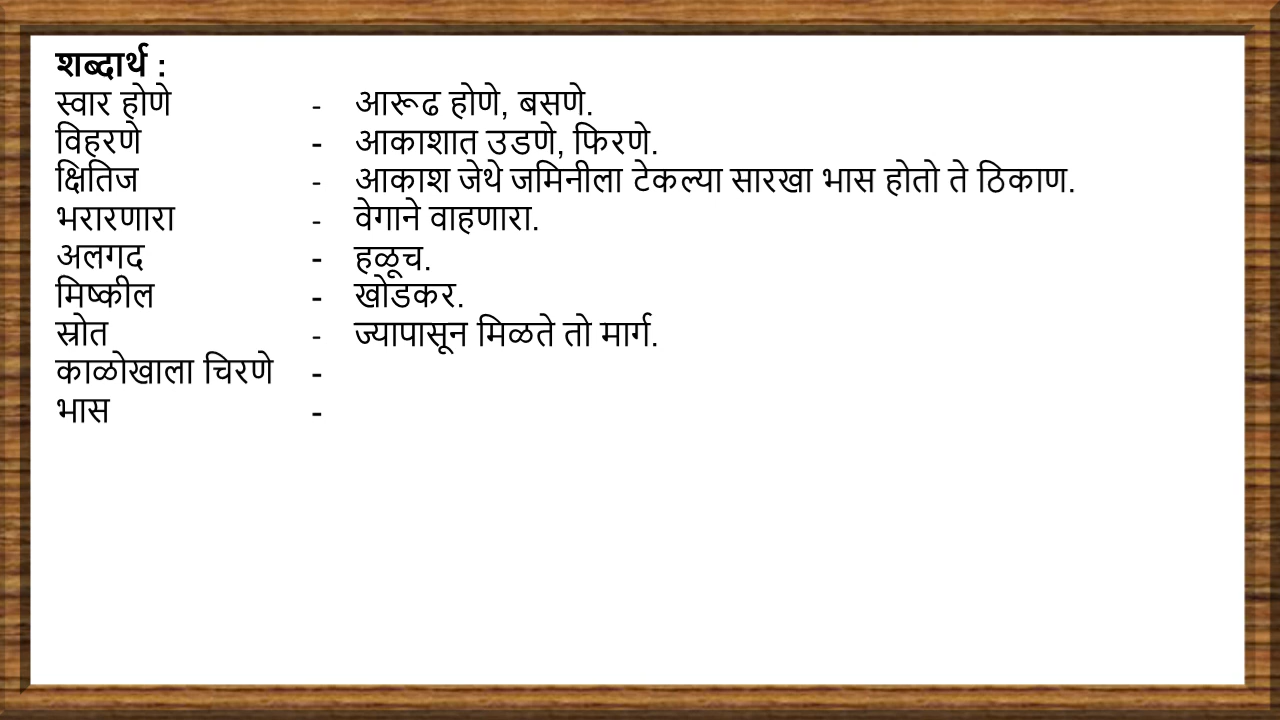 शब्दार्थ :
स्वार होणे - आरूढ होणे, बसणे.
विहरणे - आकाशात उडणे, फिरणे.
क्षितिज - आकाश जेथे जमिनीला टेकल्या सारखा भास होतो ते ठिकाण.
भरारणारा - वेगाने वाहणारा.
अलगद - हळूच.
मिष्कील - खोडकर.
स्रोत - ज्यापासून मिळते तो मार्ग.
काळोखाला चिरणे -
भास -